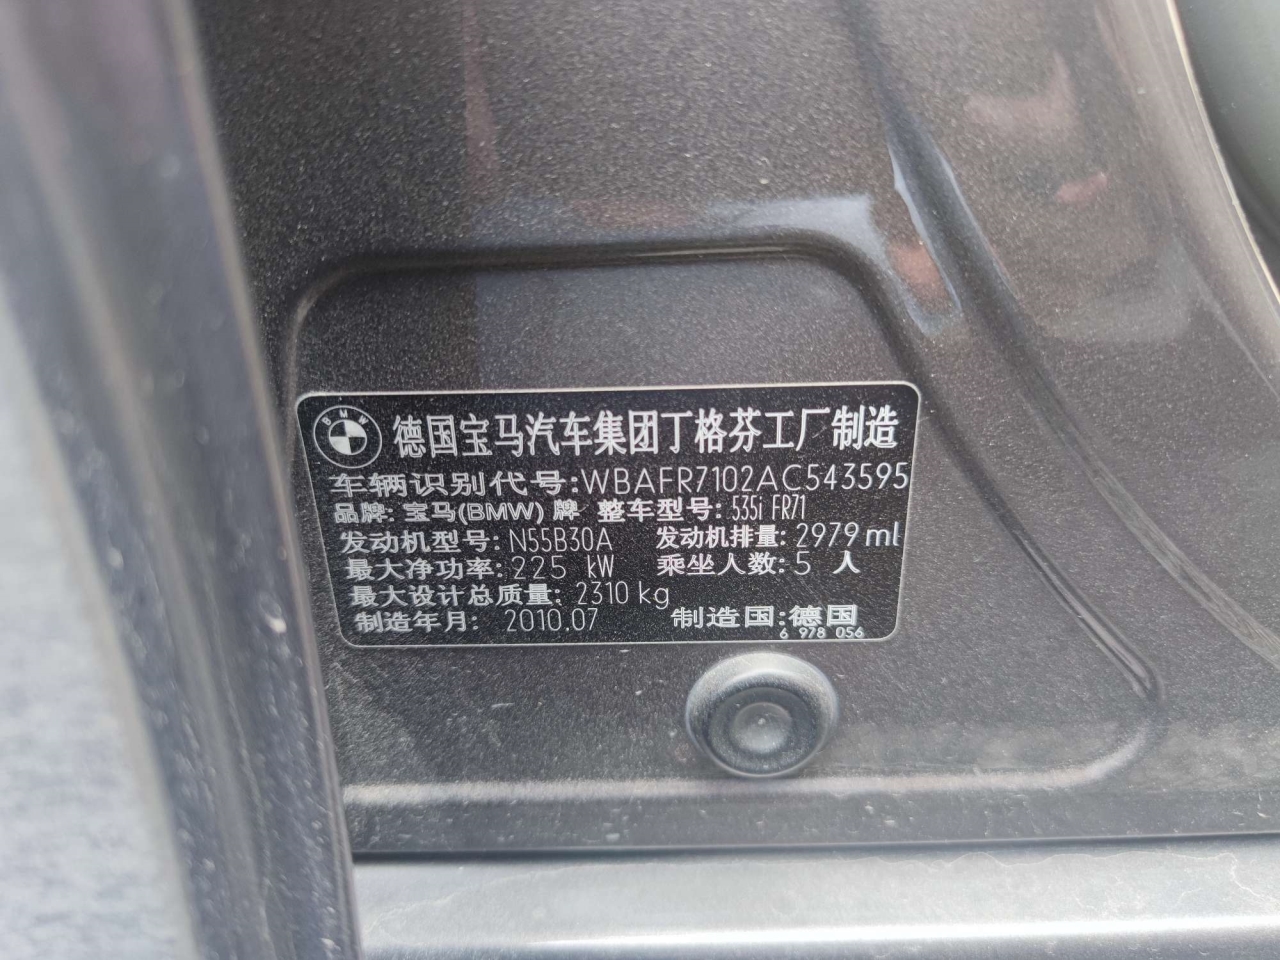 BMW
德国宝马汽车集团丁格芬工厂制造
车辆识别代号:WBAFR7102AC543595
品牌: 宝马(BMW) 牌 整车型号: 535i FR71
发动机型号: N55B30A 发动机排量: 2979ml
最大净功率: 225 kW 乘坐人数: 5 人
最大设计总质量: 2310 kg
制造年月: 2010.07 制造国:德国
6 978 056